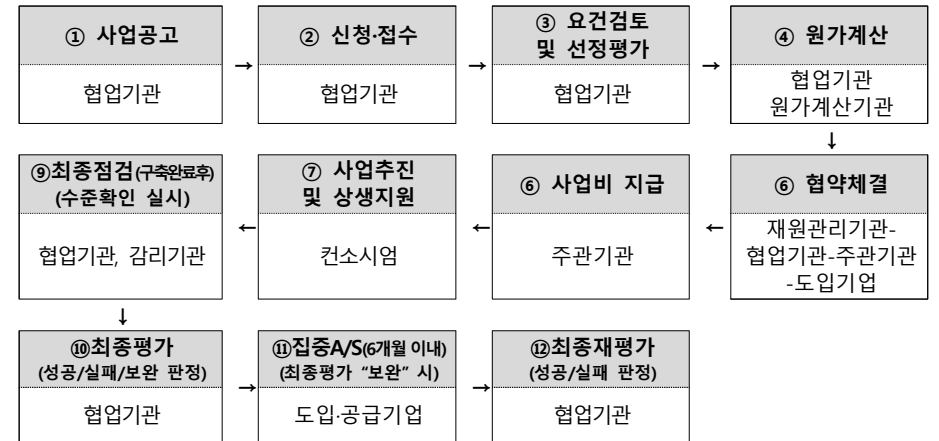 ① 사업공고
협업기관
→
② 신청·접수
협업기관
→
③ 요건검토
및 선정평가
협업기관
→
④ 원가계산
협업기관
원가계산기관
↓
⑥ 협약체결
재원관리기관-
협업기관-주관기관
-도입기업
←
⑥ 사업비 지급
주관기관
←
⑦ 사업추진
및 상생지원
컨소시엄
←
⑨최종점검(구축완료후)
(수준확인 실시)
협업기관, 감리기관
↓
⑩최종평가
(성공/실패/보완 판정)
협업기관
→
⑪집중A/S(6개월 이내)
(최종평가 “보완” 시)
도입·공급기업
→
⑫최종재평가
(성공/실패 판정)
협업기관